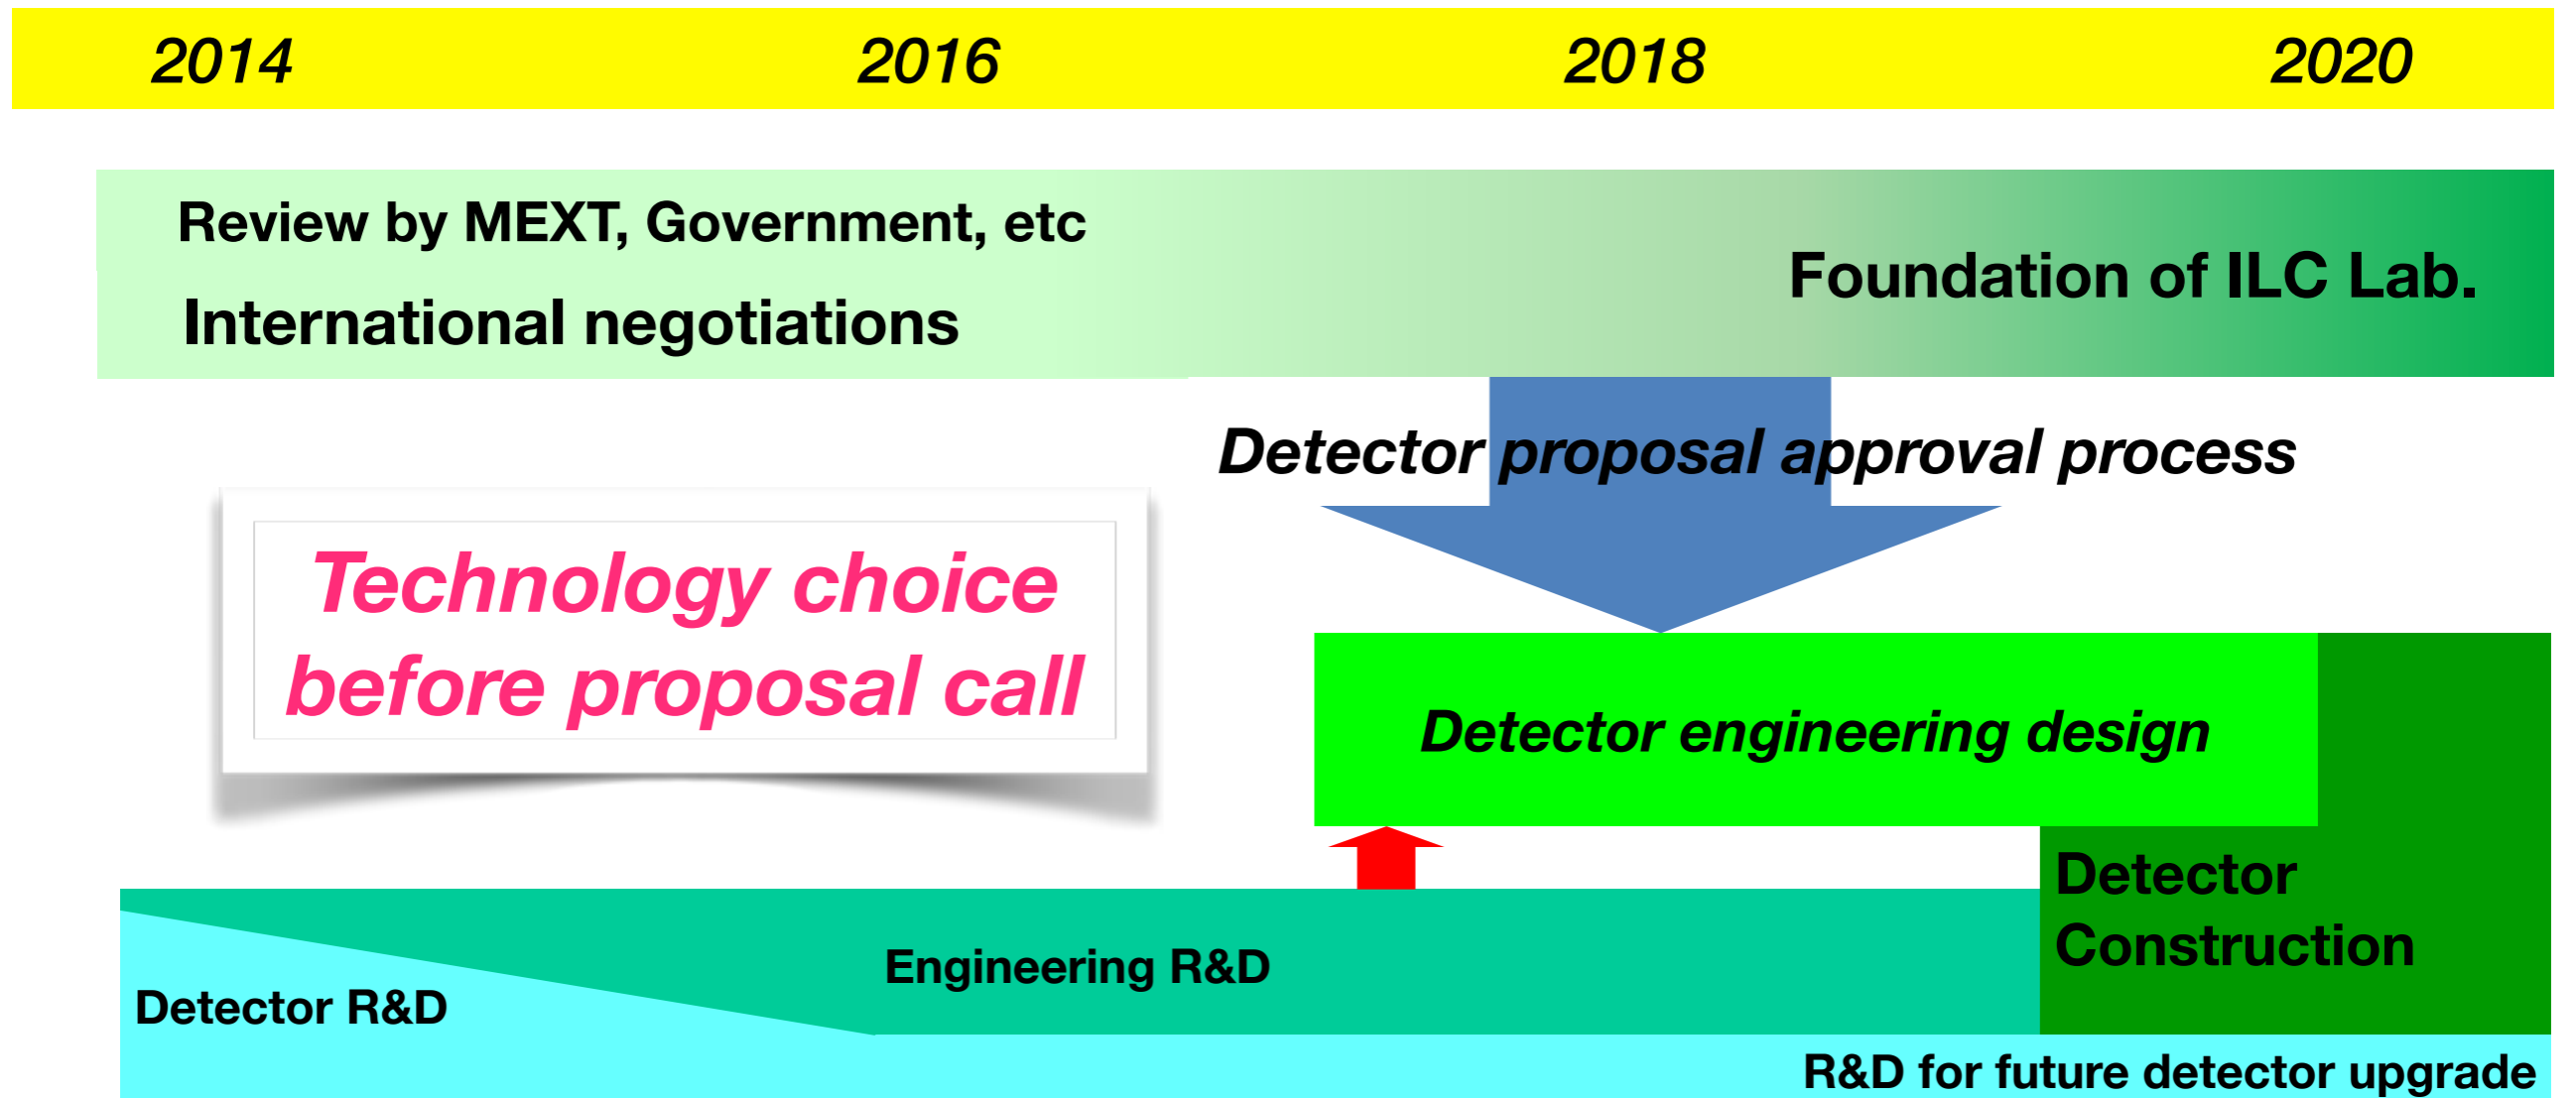 2014 2016 2018 2020
Review by MEXT, Government, etc
International negotiations
Foundation of ILC Lab.
Detector proposal approval process
Technology choice
before proposal call
Detector engineering design
Detector
Construction
Engineering R&D
Detector R&D
R&D for future detector upgrade